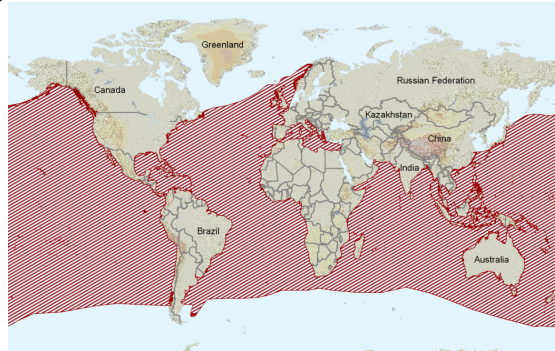 Greenland
Russian Federation
Canada
Kazakhstan
China
India
Brazil
Australia